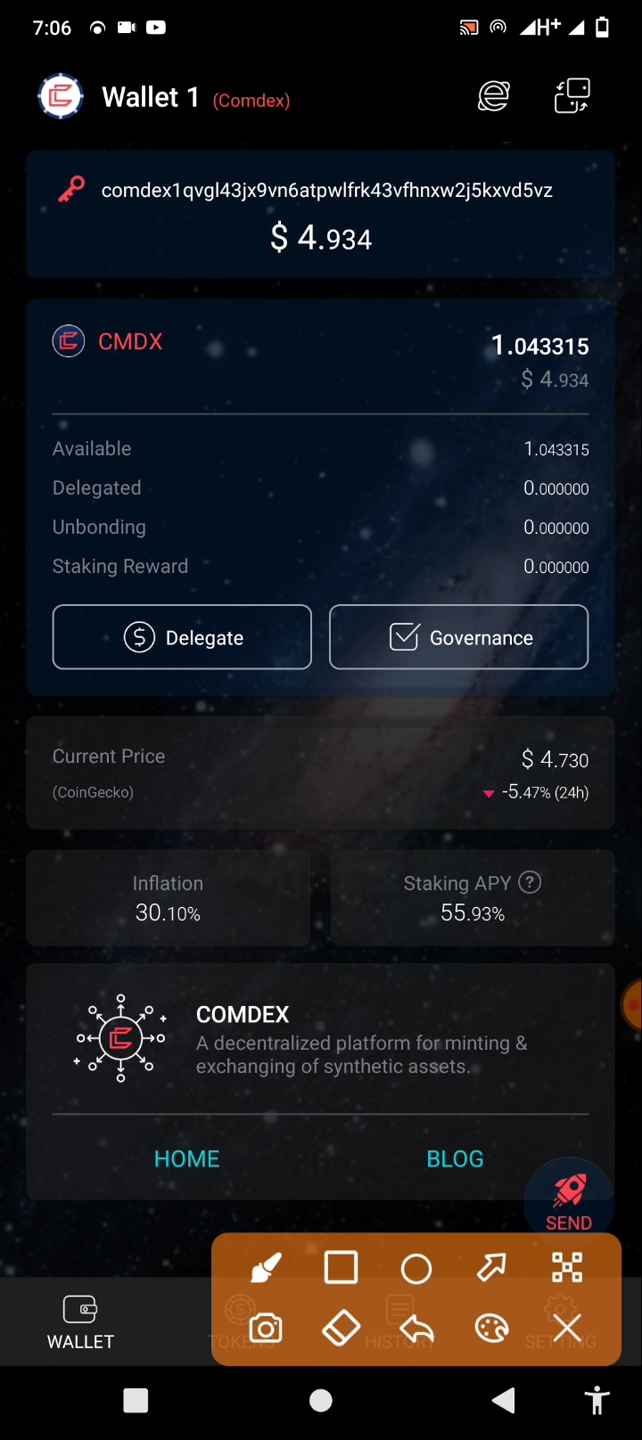 7:06
H+
Wallet 1 (Comdex)
comdex1qvgl43jx9vn6atpwlfrk43vfhnxw2j5kxvd5vz
$ 4.934
CMDX
1.043315
$ 4.934
Available 1.043315
Delegated 0.000000
Unbonding 0.000000
Staking Reward 0.000000
Delegate Governance
Current Price $ 4.730
(CoinGecko) -5.47% (24h)
Inflation Staking APY ?
30.10% 55.93%
COMDEX
A decentralized platform for minting &
exchanging of synthetic assets.
HOME BLOG
SEND
WALLET TOKENS HISTORY SETTING